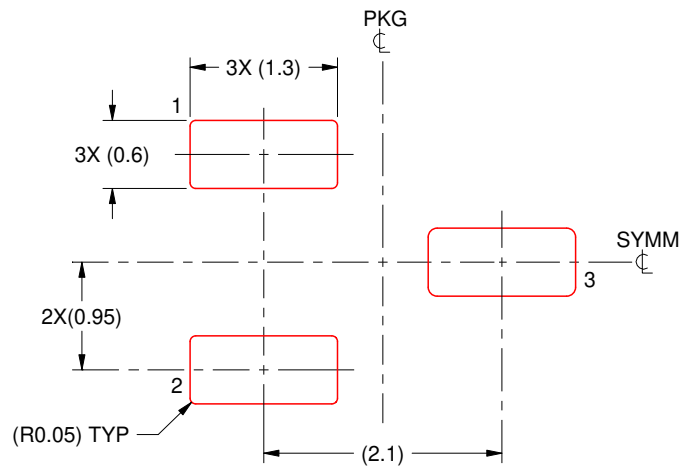 PKG
℄
3X (1.3)
1
3X (0.6)
SYMM
℄
3
2X(0.95)
2
(R0.05) TYP
(2.1)